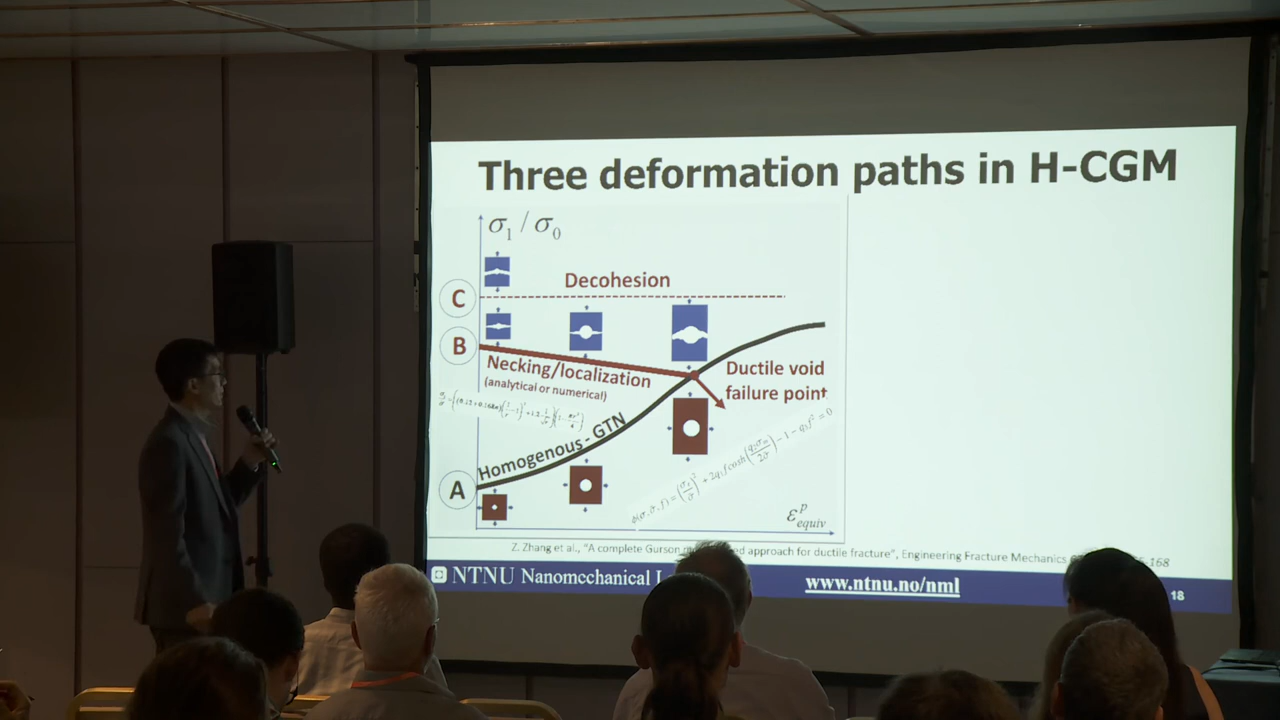 Three deformation paths in H-CGM
σ₁ / σ₀
C
Decohesion
B
Necking/localization
(analytical or numerical)
Ductile void
failure point
Homogenous - GTN
A
ε^p_equiv
Z. Zhang et al., "A complete Gurson approach for ductile fracture", Engineering Fracture Mechanics
NTNU Nanomechanical
www.ntnu.no/nml
18